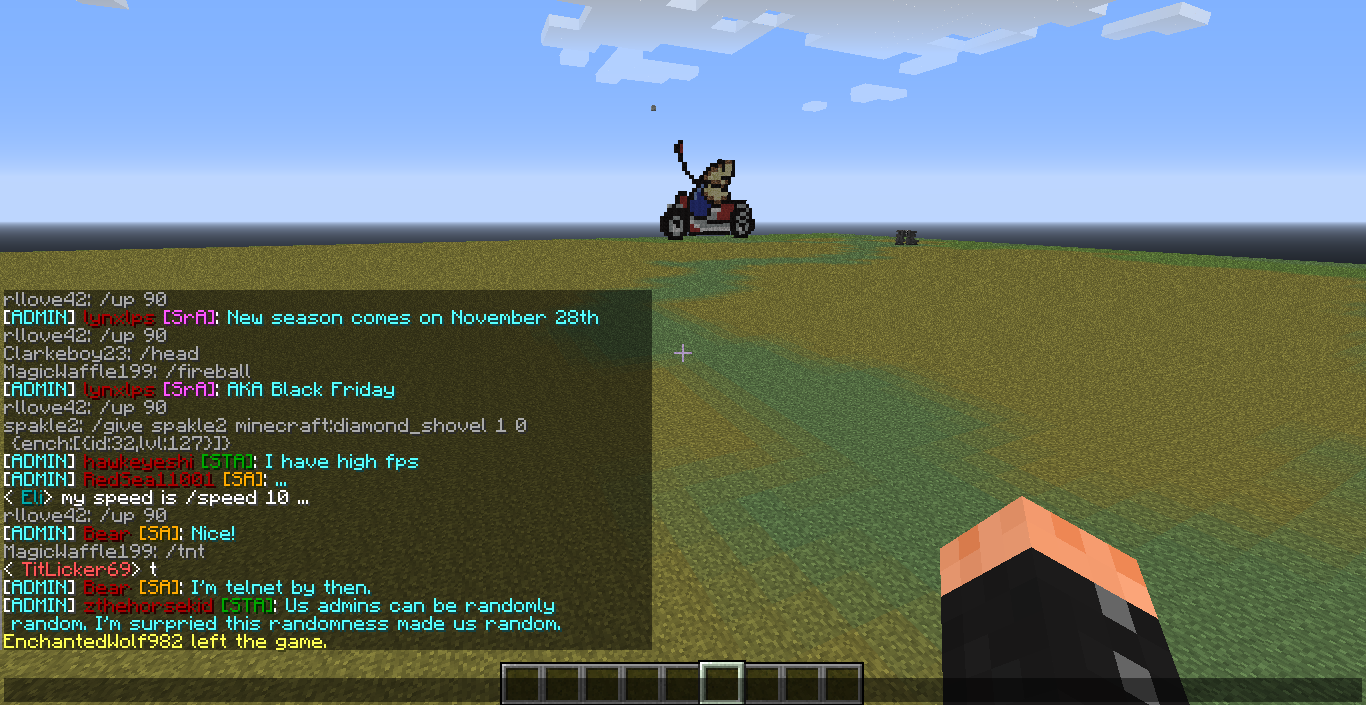 rllove42: /up 90
[ADMIN] lynxlps [SrA]: New season comes on November 28th
rllove42: /up 90
Clarkeboy23: /head
MagicWaffle199: /fireball
[ADMIN] lynxlps [SrA]: AKA Black Friday
rllove42: /up 90
spakle2: /give spakle2 minecraft:diamond_shovel 1 0
{ench:[{id:32,lvl:127}]}
[ADMIN] hawkeyeshi [STA]: I have high fps
[ADMIN] RedSea11001 [SA]: ...
< Eli> my speed is /speed 10 ...
rllove42: /up 90
[ADMIN] Bear [SA]: Nice!
MagicWaffle199: /tnt
< TitLicker69> t
[ADMIN] Bear [SA]: I'm telnet by then.
[ADMIN] zthehorsekid [STA]: Us admins can be randomly
random. I'm surpried this randomness made us random.
EnchantedWolf982 left the game.